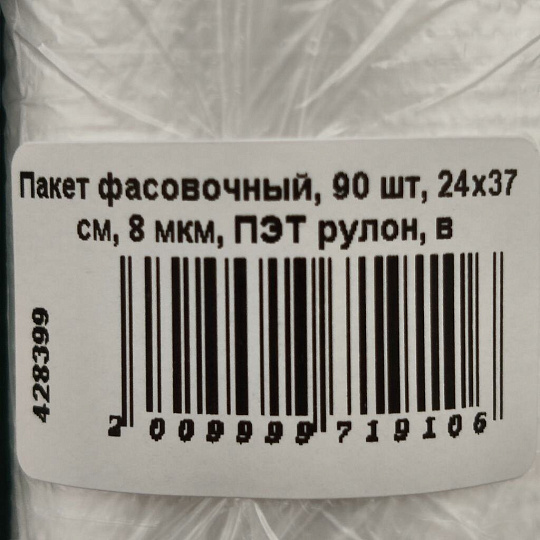 Пакет фасовочный, 90 шт, 24х37
см, 8 мкм, ПЭТ рулон, в
428399
2 009999 719106